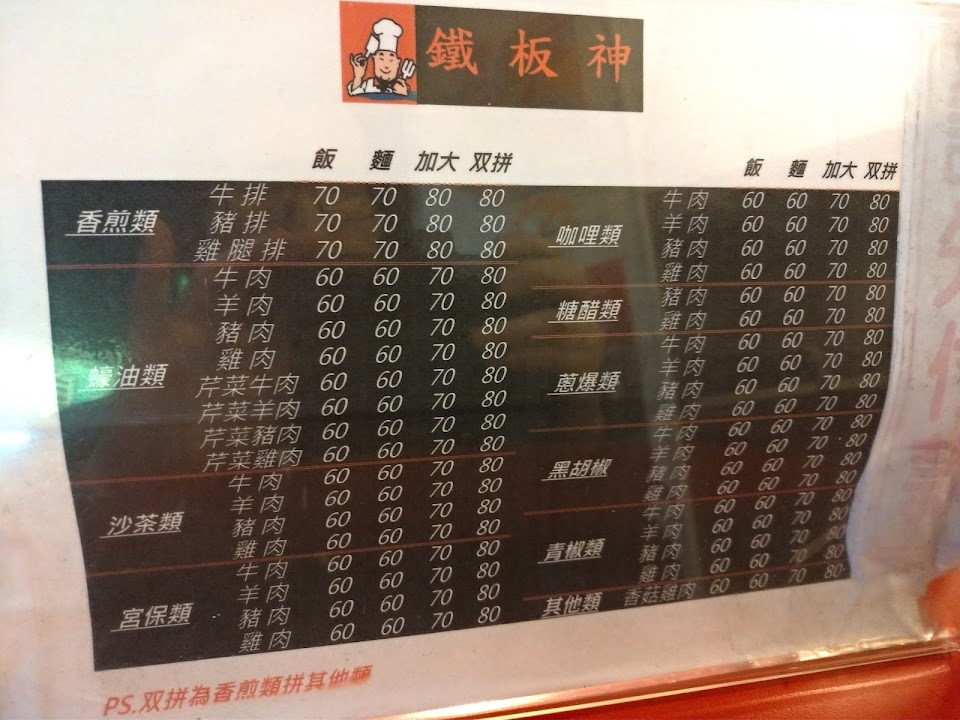 鐵板神
飯 麵 加大 双拼
香煎類
牛排 70 70 80 80
豬排 70 70 80 80
雞腿排 70 70 80 80
蠔油類
牛肉 60 60 70 80
羊肉 60 60 70 80
豬肉 60 60 70 80
雞肉 60 60 70 80
芹菜牛肉 60 60 70 80
芹菜羊肉 60 60 70 80
芹菜豬肉 60 60 70 80
芹菜雞肉 60 60 70 80
沙茶類
牛肉 60 60 70 80
羊肉 60 60 70 80
豬肉 60 60 70 80
雞肉 60 60 70 80
宮保類
牛肉 60 60 70 80
羊肉 60 60 70 80
豬肉 60 60 70 80
雞肉 60 60 70 80
飯 麵 加大 双拼
咖哩類
牛肉 60 60 70 80
羊肉 60 60 70 80
豬肉 60 60 70 80
雞肉 60 60 70 80
糖醋類
豬肉 60 60 70 80
雞肉 60 60 70 80
蔥爆類
牛肉 60 60 70 80
羊肉 60 60 70 80
豬肉 60 60 70 80
雞肉 60 60 70 80
黑胡椒
牛肉 60 60 70 80
羊肉 60 60 70 80
豬肉 60 60 70 80
雞肉 60 60 70 80
青椒類
牛肉 60 60 70 80
羊肉 60 60 70 80
豬肉 60 60 70 80
雞肉 60 60 70 80
其他類
香菇雞肉 60 60 70 80
PS.双拼為香煎類拼其他類